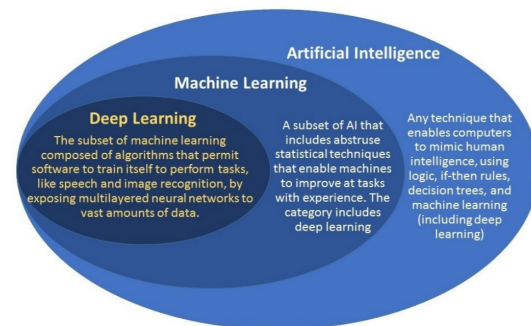 Artificial Intelligence
Machine Learning
Deep Learning
The subset of machine learning
composed of algorithms that permit
software to train itself to perform tasks,
like speech and image recognition, by
exposing multilayered neural networks to
vast amounts of data.
A subset of AI that
includes abstruse
statistical techniques
that enable machines
to improve at tasks
with experience. The
category includes
deep learning
Any technique that
enables computers
to mimic human
intelligence, using
logic, if-then rules,
decision trees, and
machine learning
(including deep
learning)